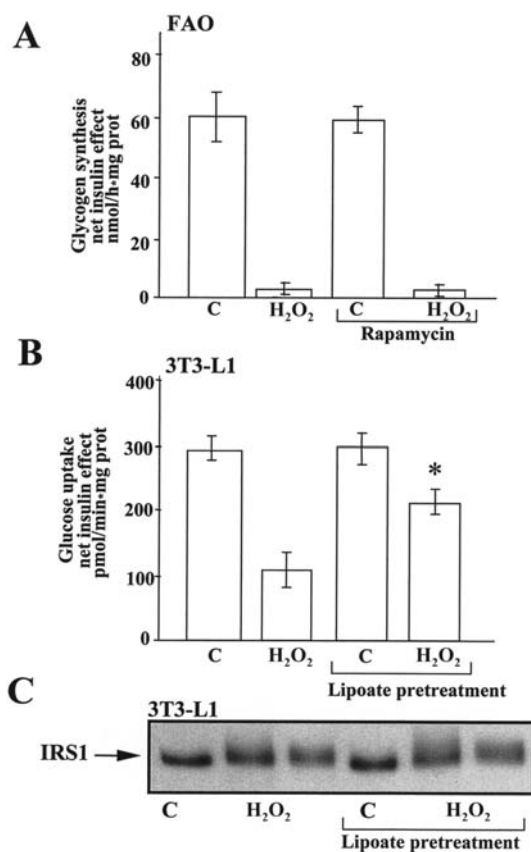 A
FAO
Glycogen synthesis
net insulin effect
nmol/h•mg prot
80
60
40
20
0
C
H₂O₂
C
H₂O₂
Rapamycin
B
3T3-L1
Glucose uptake
net insulin effect
pmol/min•mg prot
400
300
200
100
0
*
C
H₂O₂
C
H₂O₂
Lipoate pretreatment
C
3T3-L1
IRS1
C
H₂O₂
C
H₂O₂
Lipoate pretreatment